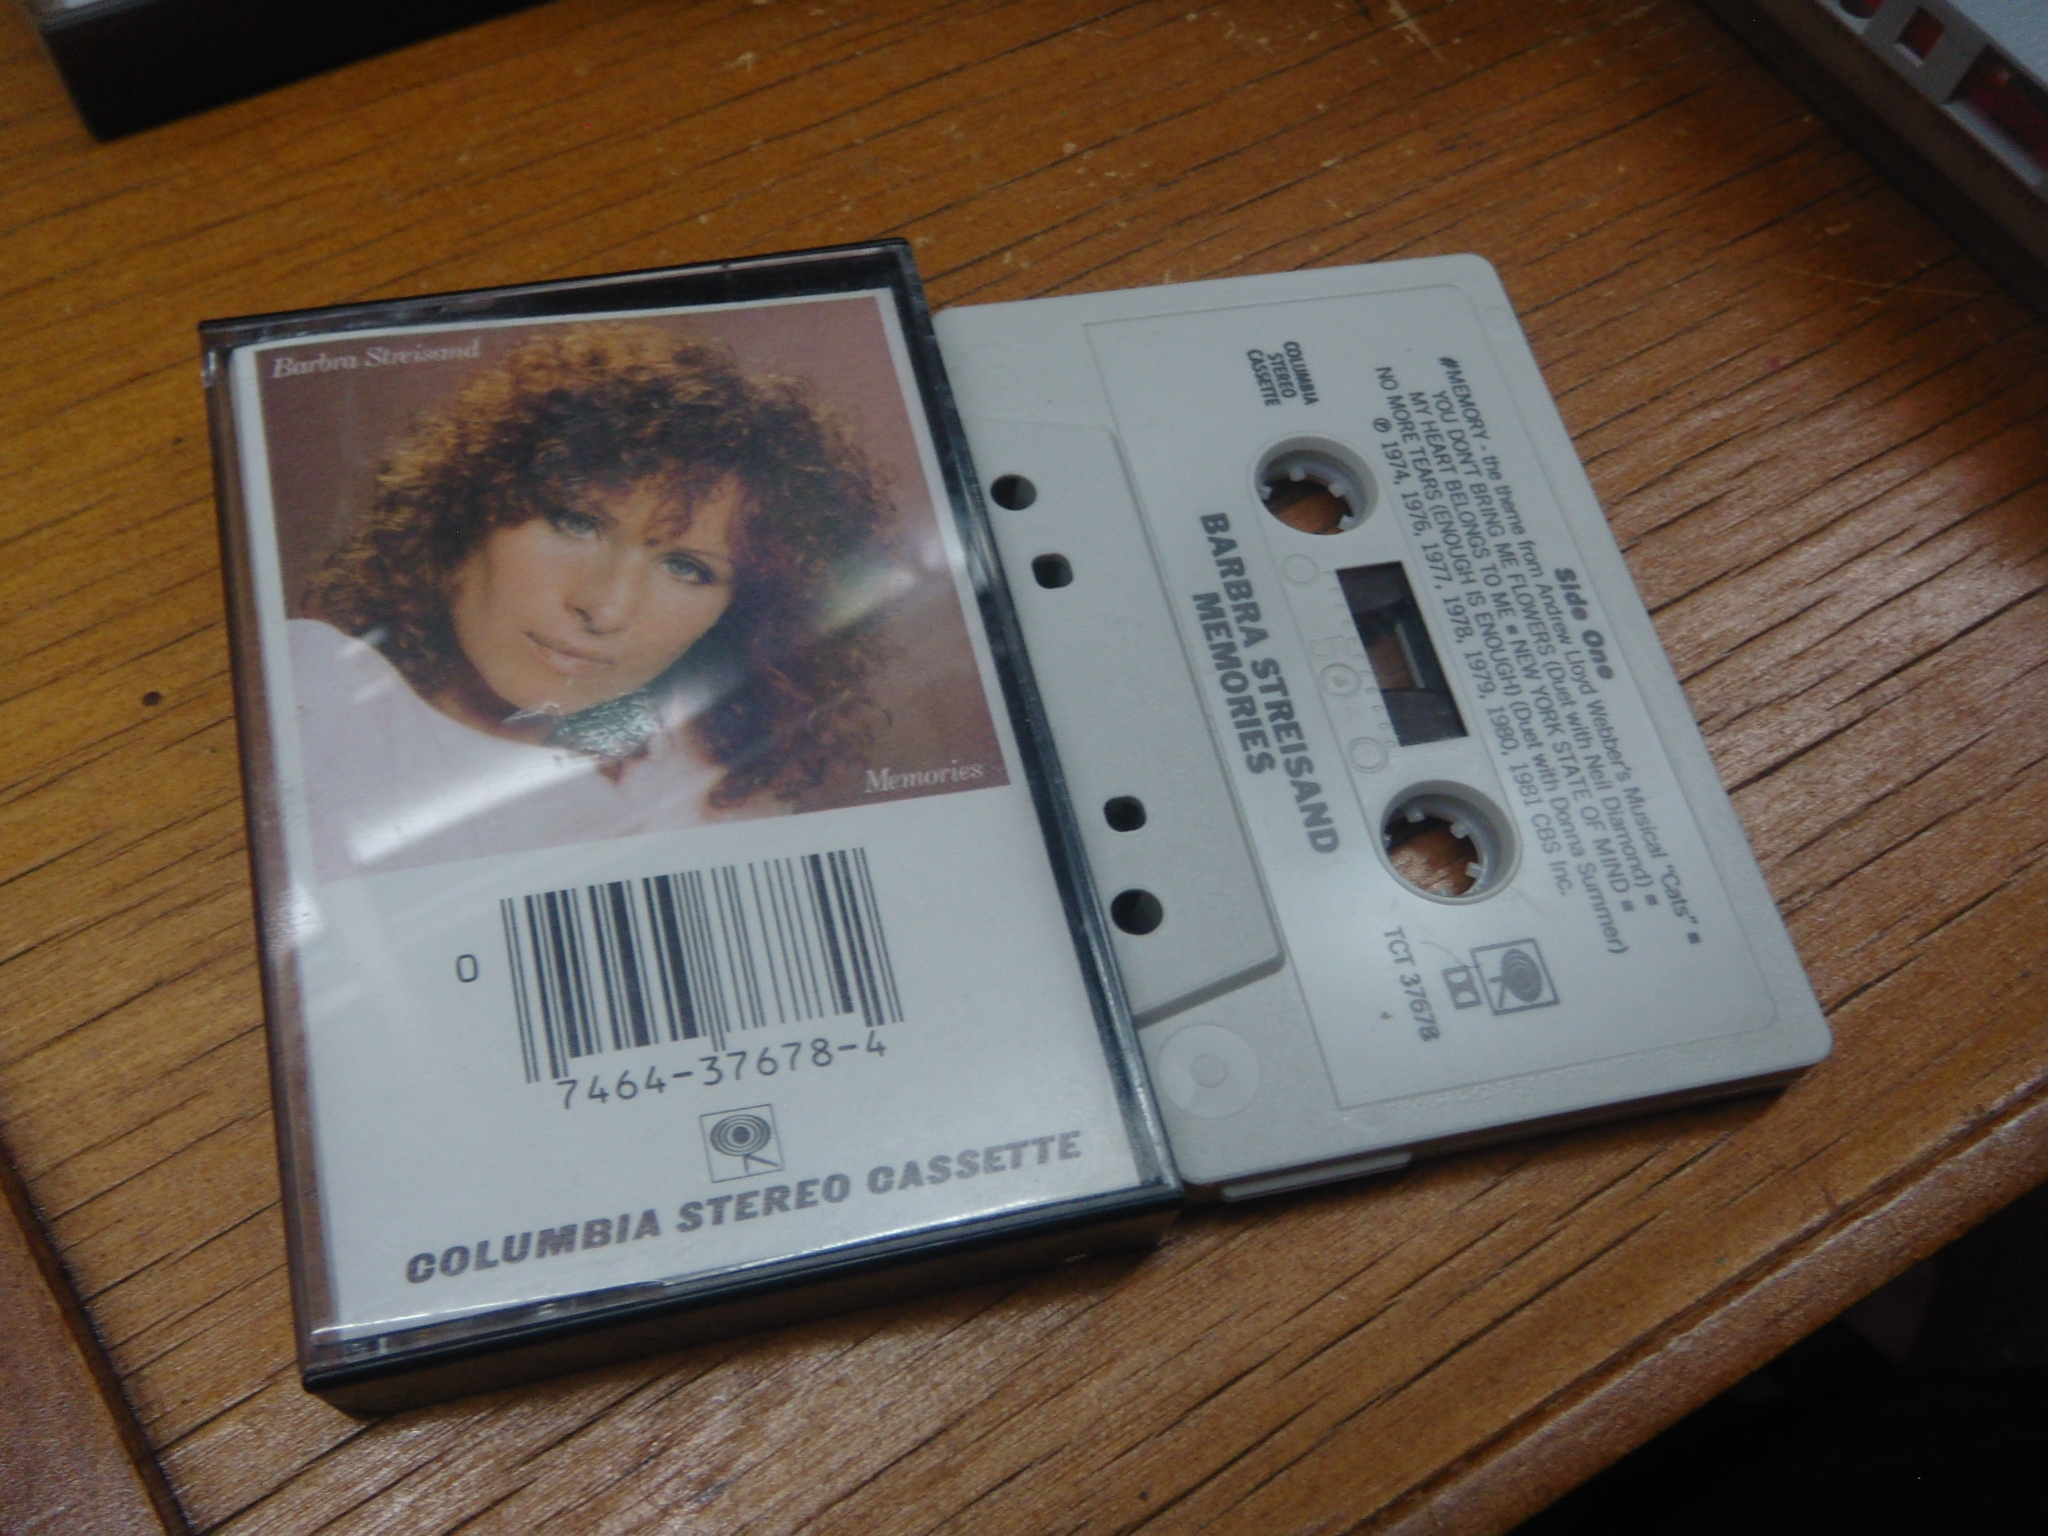 Barbra Streisand
Memories
0
7464-37678-4
COLUMBIA STEREO CASSETTE
Side One
#MEMORY - the theme from Andrew Lloyd Webber's Musical "Cats" ■
YOU DON'T BRING ME FLOWERS (Duet with Neil Diamond) ■
MY HEART BELONGS TO ME ■ NEW YORK STATE OF MIND ■
NO MORE TEARS (ENOUGH IS ENOUGH) (Duet with Donna Summer)
℗ 1974, 1976, 1977, 1978, 1979, 1980, 1981 CBS Inc.
COLUMBIA
STEREO
CASSETTE
TCT 37678
BARBRA STREISAND
MEMORIES